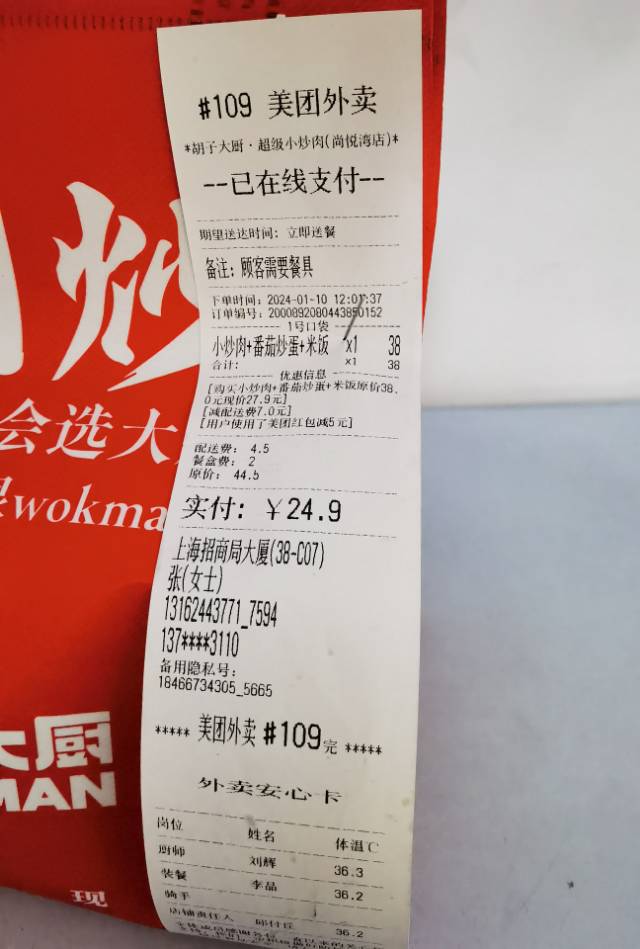 炒
会选大
wokma
大厨
MAN
现
#109 美团外卖
*胡子大厨·超级小炒肉(尚悦湾店)*
--已在线支付--
期望送达时间: 立即送餐
备注: 顾客需要餐具
下单时间: 2024-01-10 12:01:37
订单编号: 2000892080443850152
1号口袋
小炒肉+番茄炒蛋+米饭 x1 38
合计: x1 38
优惠信息
[购买小炒肉+番茄炒蛋+米饭原价38.
0元现价27.9元]
[减配送费7.0元]
[用户使用了美团红包减5元]
配送费: 4.5
餐盒费: 2
原价: 44.5
实付: ¥24.9
上海招商局大厦(38-C07)
张(女士)
13162443771_7594
137****3110
备用隐私号:
18466734305_5665
***** 美团外卖 #109完 *****
外卖安心卡
岗位 姓名 体温℃
厨师 刘辉 36.3
装餐 李品 36.2
骑手
店铺责任人 邱付丘 36.2